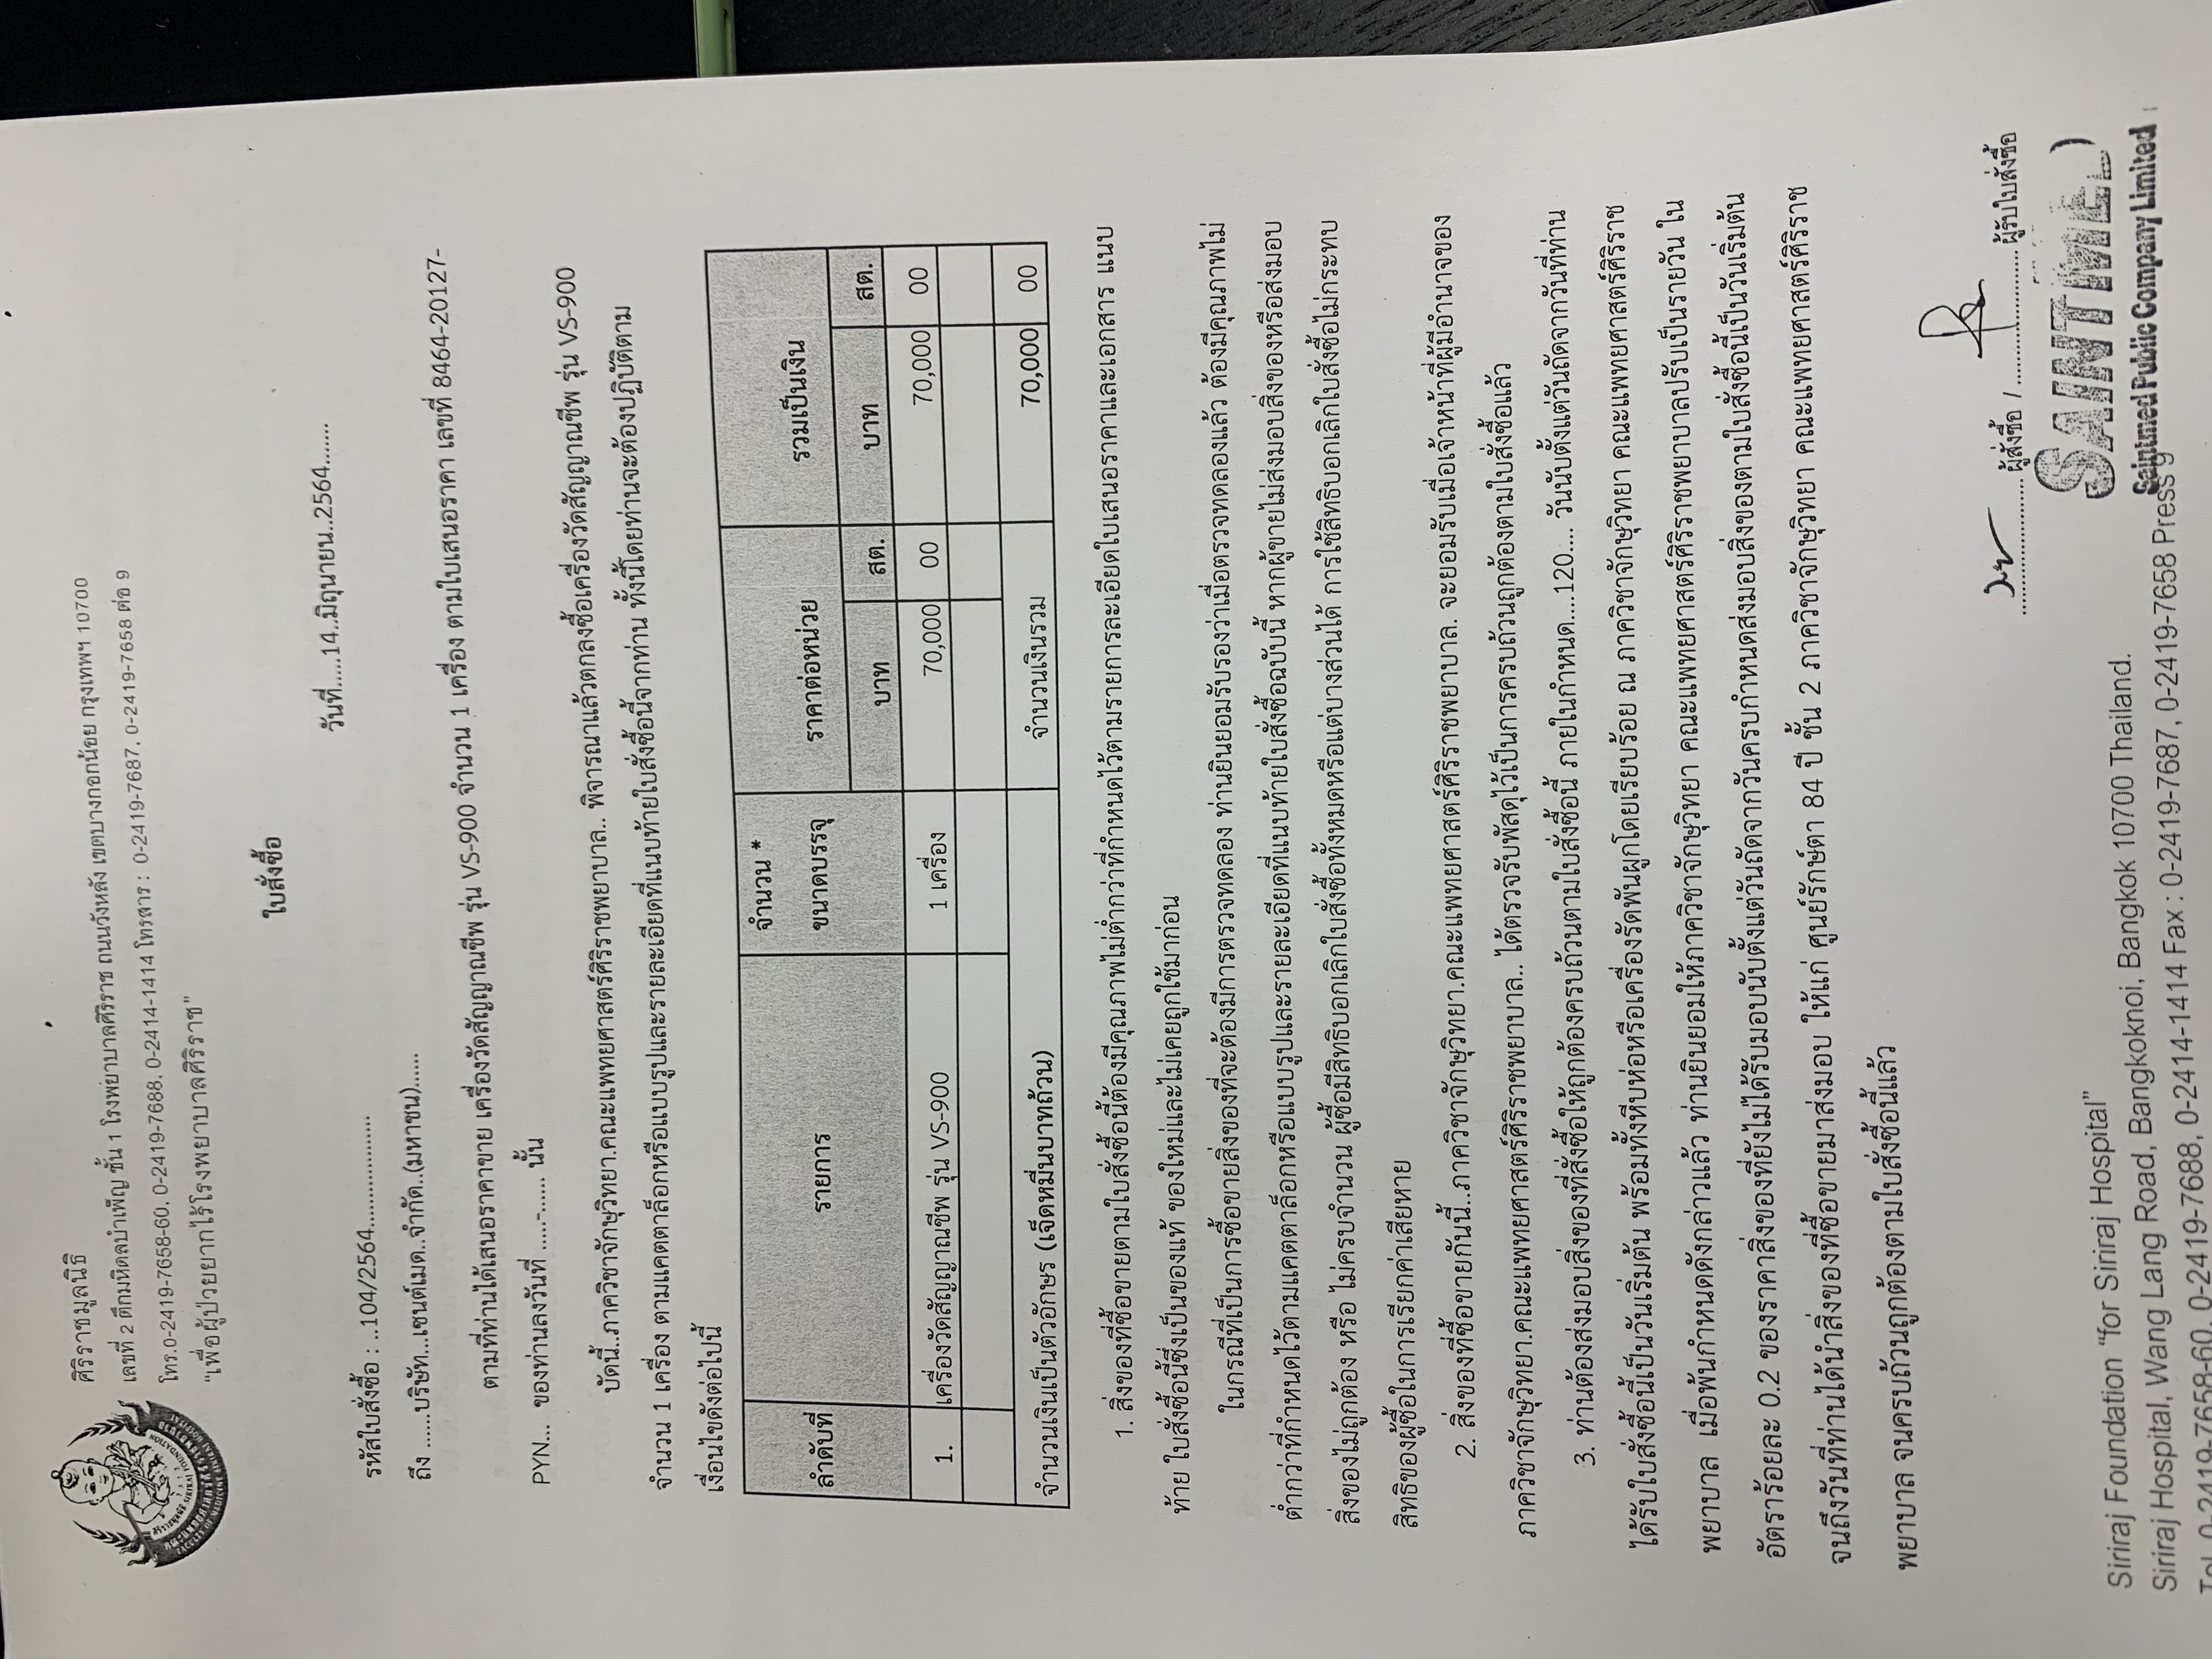 ศิริราชมูลนิธิ
เลขที่ 2 ตึกมหิดลบำเพ็ญ ชั้น 1 โรงพยาบาลศิริราช ถนนวังหลัง เขตบางกอกน้อย กรุงเทพฯ 10700
โทร.0-2419-7658-60, 0-2419-7688, 0-2414-1414 โทรสาร : 0-2419-7687, 0-2419-7658 ต่อ 9
“เพื่อผู้ป่วยยากไร้โรงพยาบาลศิริราช”
ศิริราชมูลนิธิ SIRIRAJ FOUNDATION
คณะแพทยศาสตร์ศิริราชพยาบาล
FACULTY OF MEDICINE SIRIRAJ HOSPITAL
ใบสั่งซื้อ
วันที่.....14..มิถุนายน..2564.......
รหัสใบสั่งซื้อ : ..104/2564...................
ถึง ......บริษัท...เซนต์เมด..จำกัด..(มหาชน)......
ตามที่ท่านได้เสนอราคาขาย เครื่องวัดสัญญาณชีพ รุ่น VS-900 จำนวน 1 เครื่อง ตามใบเสนอราคา เลขที่ 8464-20127-
PYN... ของท่านลงวันที่ .....-...... นั้น
บัดนี้..ภาควิชาจักษุวิทยา.คณะแพทยศาสตร์ศิริราชพยาบาล.. พิจารณาแล้วตกลงซื้อเครื่องวัดสัญญาณชีพ รุ่น VS-900
จำนวน 1 เครื่อง ตามแคตตาล็อกหรือแบบรูปและรายละเอียดที่แนบท้ายใบสั่งซื้อนี้จากท่าน ทั้งนี้โดยท่านจะต้องปฏิบัติตาม
เงื่อนไขดังต่อไปนี้
ลำดับที่ รายการ จำนวน * ขนาดบรรจุ ราคาต่อหน่วย รวมเป็นเงิน
บาท สต. บาท สต.
1. เครื่องวัดสัญญาณชีพ รุ่น VS-900 1 เครื่อง 70,000 00 70,000 00
จำนวนเงินเป็นตัวอักษร (เจ็ดหมื่นบาทถ้วน) จำนวนเงินรวม 70,000 00
1. สิ่งของที่ซื้อขายตามใบสั่งซื้อนี้ต้องมีคุณภาพไม่ต่ำกว่าที่กำหนดไว้ตามรายการละเอียดใบเสนอราคาและเอกสาร แนบ
ท้าย ใบสั่งซื้อนี้ซึ่งเป็นของแท้ ของใหม่และไม่เคยถูกใช้มาก่อน
ในกรณีที่เป็นการซื้อขายสิ่งของที่จะต้องมีการตรวจทดลอง ท่านยินยอมรับรองว่าเมื่อตรวจทดลองแล้ว ต้องมีคุณภาพไม่
ต่ำกว่าที่กำหนดไว้ตามแคตตาล็อกหรือแบบรูปและรายละเอียดที่แนบท้ายใบสั่งซื้อฉบับนี้ หากผู้ขายไม่ส่งมอบสิ่งของหรือส่งมอบ
สิ่งของไม่ถูกต้อง หรือ ไม่ครบจำนวน ผู้ซื้อมีสิทธิบอกเลิกใบสั่งซื้อทั้งหมดหรือแต่บางส่วนได้ การใช้สิทธิบอกเลิกใบสั่งซื้อไม่กระทบ
สิทธิของผู้ซื้อในการเรียกค่าเสียหาย
2. สิ่งของที่ซื้อขายกันนี้..ภาควิชาจักษุวิทยา.คณะแพทยศาสตร์ศิริราชพยาบาล. จะยอมรับเมื่อเจ้าหน้าที่ผู้มีอำนาจของ
ภาควิชาจักษุวิทยา.คณะแพทยศาสตร์ศิริราชพยาบาล.. ได้ตรวจรับพัสดุไว้เป็นการครบถ้วนถูกต้องตามใบสั่งซื้อแล้ว
3. ท่านต้องส่งมอบสิ่งของที่สั่งซื้อให้ถูกต้องครบถ้วนตามใบสั่งซื้อนี้ ภายในกำหนด....120.... วันนับตั้งแต่วันถัดจากวันที่ท่าน
ได้รับใบสั่งซื้อนี้เป็นวันเริ่มต้น พร้อมทั้งหีบห่อหรือเครื่องรัดพันผูกโดยเรียบร้อย ณ ภาควิชาจักษุวิทยา คณะแพทยศาสตร์ศิริราช
พยาบาล เมื่อพ้นกำหนดดังกล่าวแล้ว ท่านยินยอมให้ภาควิชาจักษุวิทยา คณะแพทยศาสตร์ศิริราชพยาบาลปรับเป็นรายวัน ใน
อัตราร้อยละ 0.2 ของราคาสิ่งของที่ยังไม่ได้รับมอบนับตั้งแต่วันถัดจากวันครบกำหนดส่งมอบสิ่งของตามใบสั่งซื้อนี้เป็นวันเริ่มต้น
จนถึงวันที่ท่านได้นำสิ่งของที่ซื้อขายมาส่งมอบ ให้แก่ ศูนย์รักษ์ตา 84 ปี ชั้น 2 ภาควิชาจักษุวิทยา คณะแพทยศาสตร์ศิริราช
พยาบาล จนครบถ้วนถูกต้องตามใบสั่งซื้อนี้แล้ว
....................... ผู้สั่งซื้อ / ....................... ผู้รับใบสั่งซื้อ
SAINTMED
Saintmed Public Company Limited
Siriraj Foundation “for Siriraj Hospital”
Siriraj Hospital, Wang Lang Road, Bangkoknoi, Bangkok 10700 Thailand.
Tel. 0-2419-7658-60, 0-2419-7688, 0-2414-1414 Fax : 0-2419-7687, 0-2419-7658 Press 9